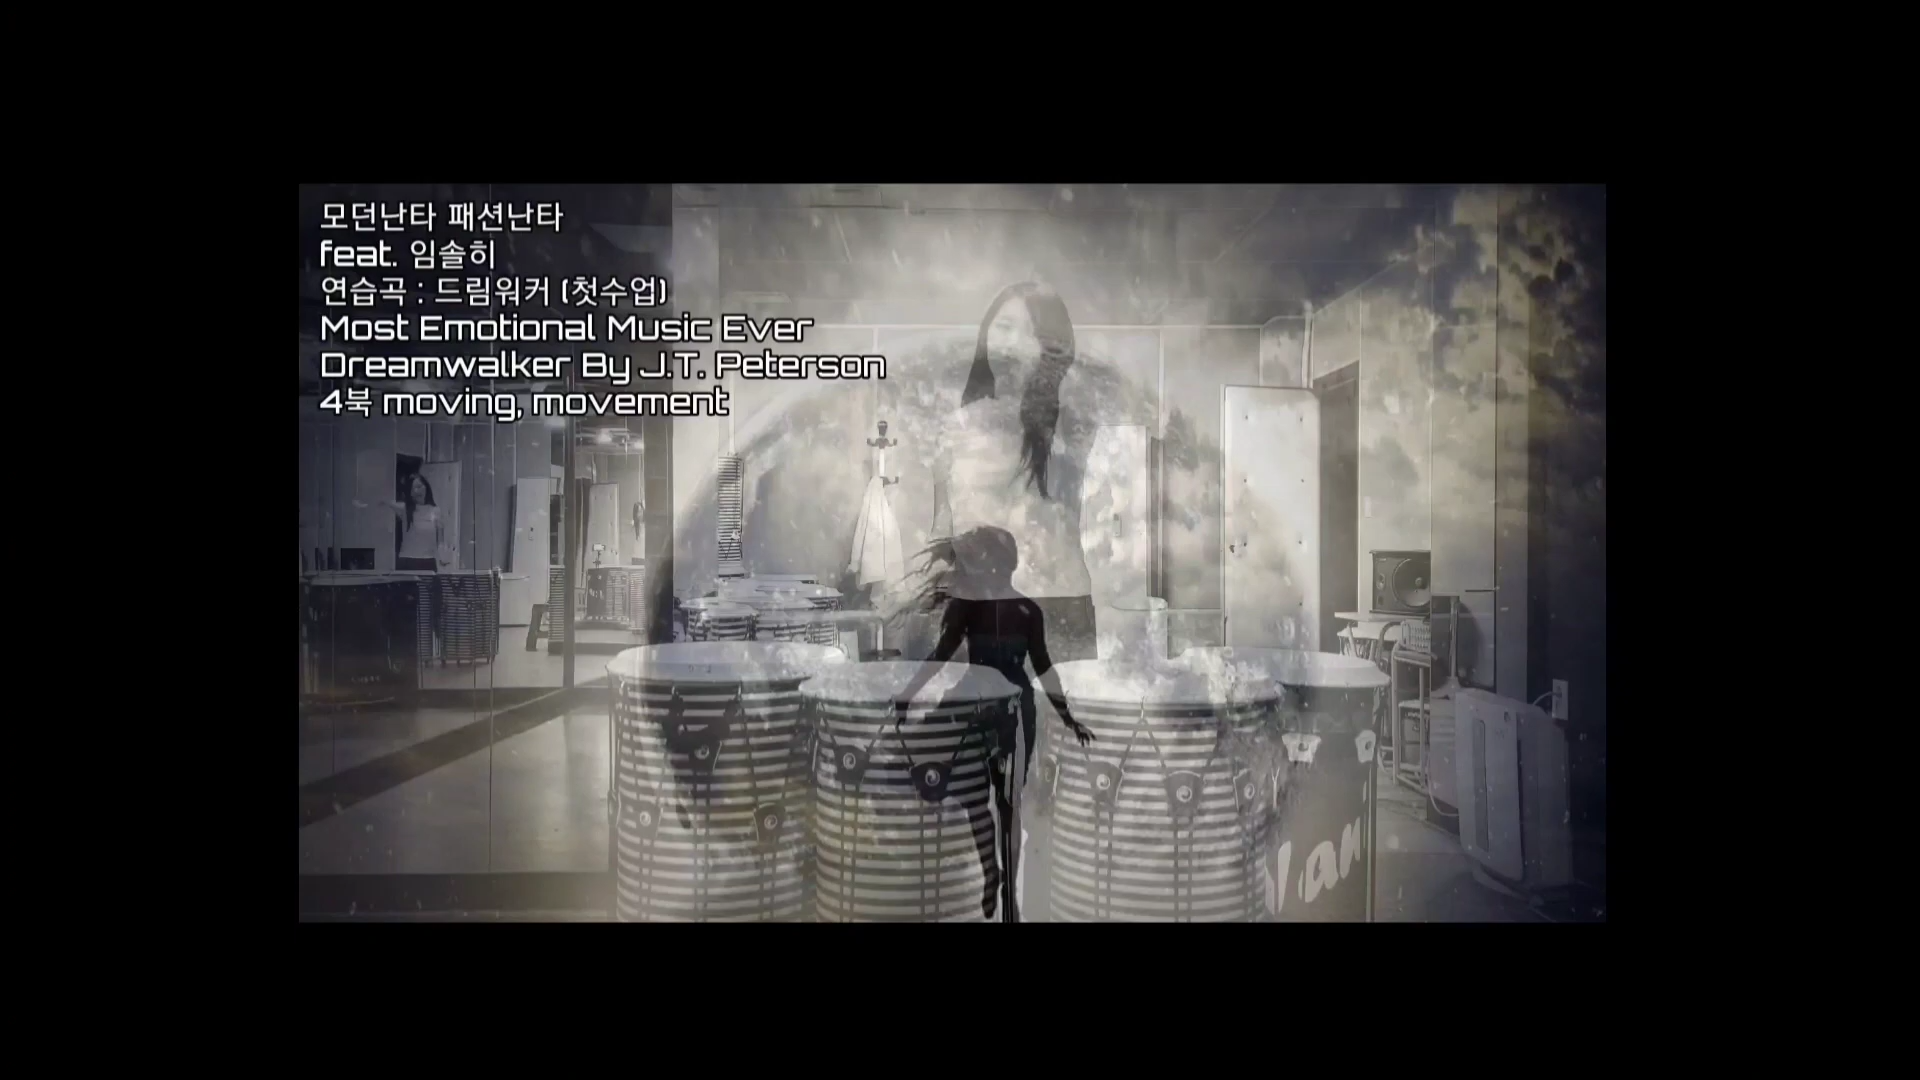 모던난타 패션난타
feat. 임솔히
연습곡 : 드림워커 (첫수업)
Most Emotional Music Ever
Dreamwalker By J.T. Peterson
4북 moving, movement